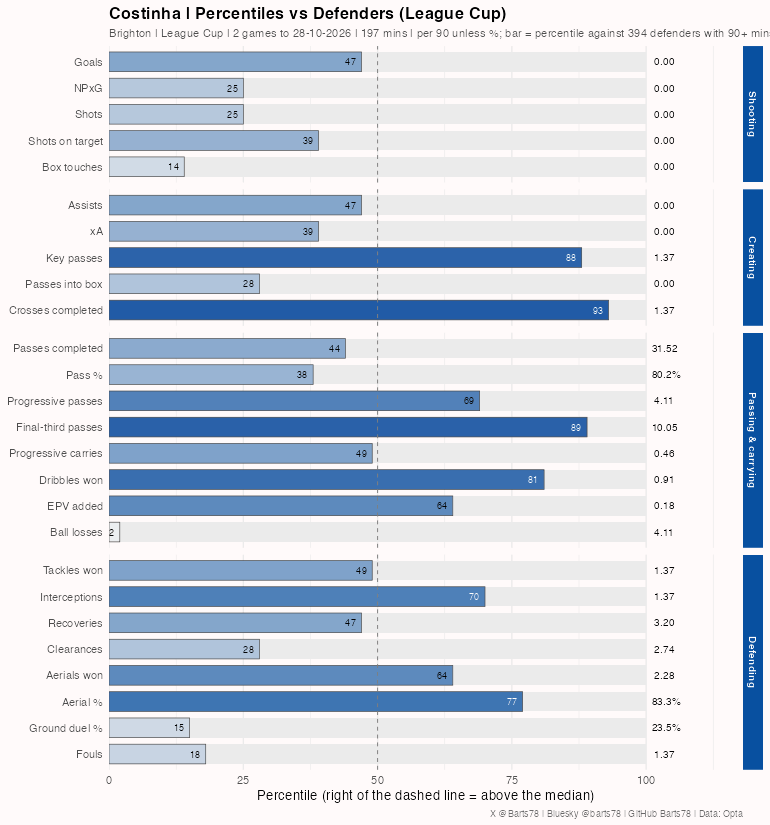 Costinha | Percentiles vs Defenders (League Cup)
Brighton | League Cup | 2 games to 28-10-2026 | 197 mins | per 90 unless %; bar = percentile against 394 defenders with 90+ mins
Goals 47 0.00
NPxG 25 0.00
Shots 25 0.00
Shots on target 39 0.00
Box touches 14 0.00
Shooting
Assists 47 0.00
xA 39 0.00
Key passes 88 1.37
Passes into box 28 0.00
Crosses completed 93 1.37
Creating
Passes completed 44 31.52
Pass % 38 80.2%
Progressive passes 69 4.11
Final-third passes 89 10.05
Progressive carries 49 0.46
Dribbles won 81 0.91
EPV added 64 0.18
Ball losses 2 4.11
Passing & carrying
Tackles won 49 1.37
Interceptions 70 1.37
Recoveries 47 3.20
Clearances 28 2.74
Aerials won 64 2.28
Aerial % 77 83.3%
Ground duel % 15 23.5%
Fouls 18 1.37
Defending
0 25 50 75 100
Percentile (right of the dashed line = above the median)
X @Barts78 | Bluesky @barts78 | GitHub Barts78 | Data: Opta